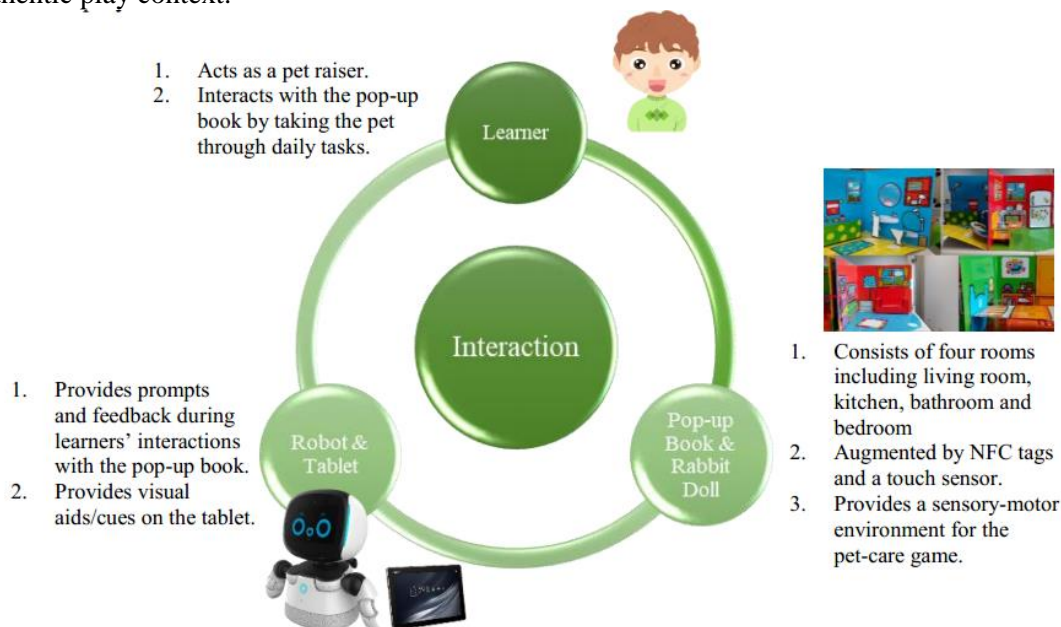 play context.
1. Acts as a pet raiser.
2. Interacts with the pop-up
book by taking the pet
through daily tasks.
Learner
Interaction
1. Provides prompts
and feedback during
learners' interactions
with the pop-up book.
2. Provides visual
aids/cues on the tablet.
Robot &
Tablet
Pop-up
Book &
Rabbit
Doll
1. Consists of four rooms
including living room,
kitchen, bathroom and
bedroom
2. Augmented by NFC tags
and a touch sensor.
3. Provides a sensory-motor
environment for the
pet-care game.